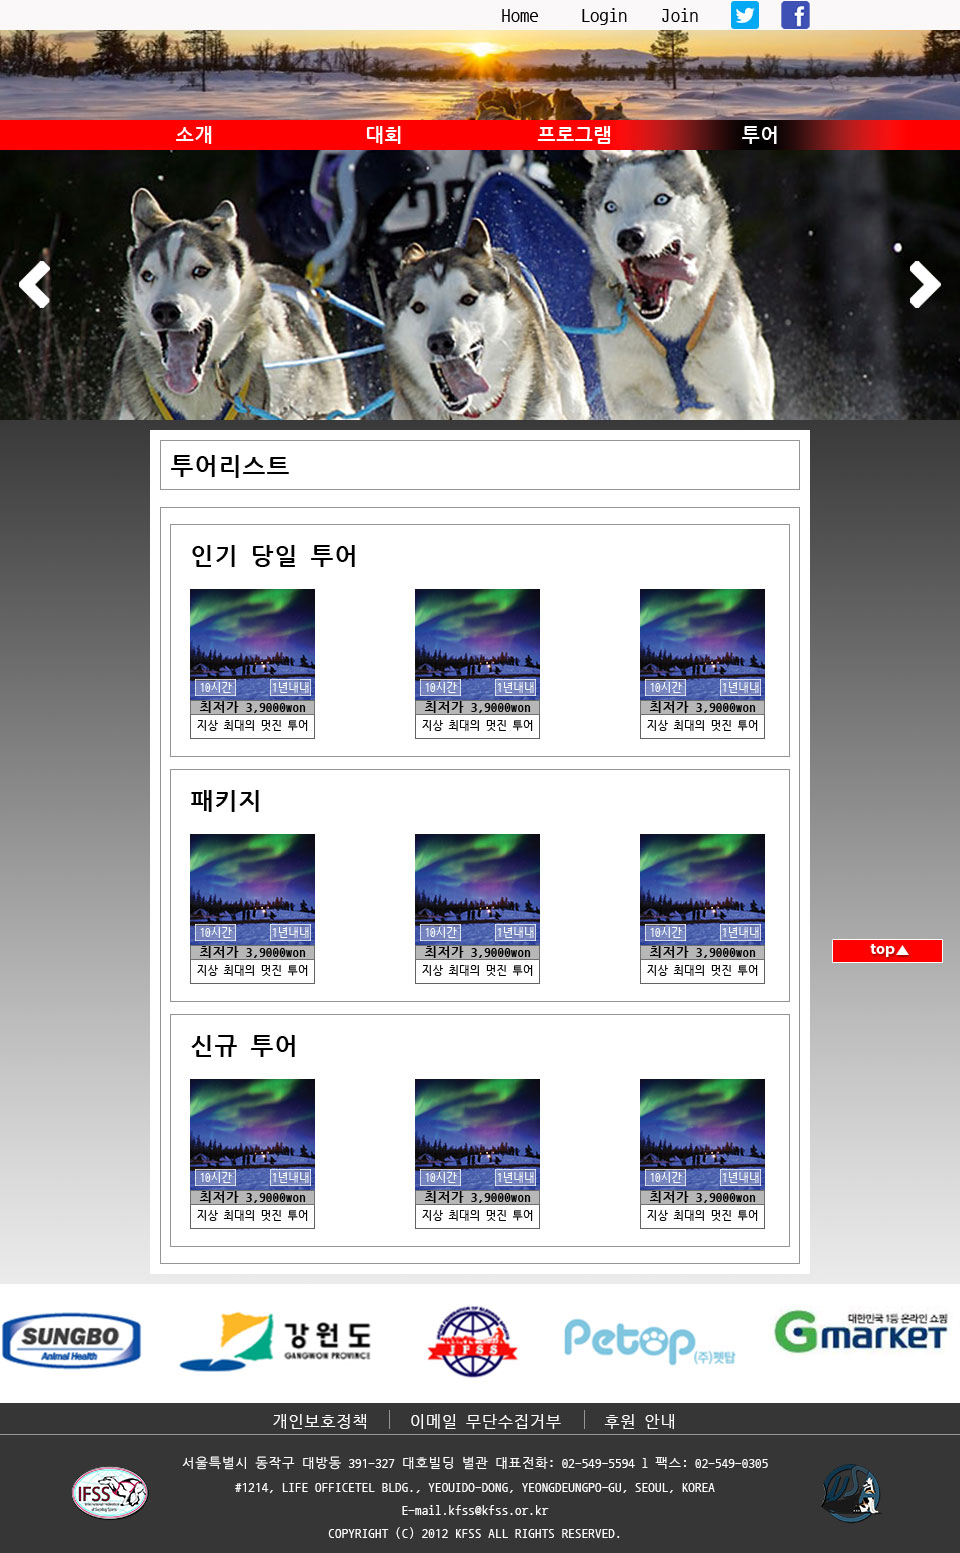 Home Login Join
소개 대회 프로그램 투어
투어리스트
인기 당일 투어
10시간 1년내내 10시간 1년내내 10시간 1년내내
최저가 3,9000won 최저가 3,9000won 최저가 3,9000won
지상 최대의 멋진 투어 지상 최대의 멋진 투어 지상 최대의 멋진 투어
패키지
10시간 1년내내 10시간 1년내내 10시간 1년내내
최저가 3,9000won 최저가 3,9000won 최저가 3,9000won
지상 최대의 멋진 투어 지상 최대의 멋진 투어 지상 최대의 멋진 투어
top▲
신규 투어
10시간 1년내내 10시간 1년내내 10시간 1년내내
최저가 3,9000won 최저가 3,9000won 최저가 3,9000won
지상 최대의 멋진 투어 지상 최대의 멋진 투어 지상 최대의 멋진 투어
SUNGBO
Animal Health
강원도
GANGWON PROVINCE
IFSS
Petop (주)펫탑
대한민국 1등 온라인 쇼핑
Gmarket
개인보호정책 이메일 무단수집거부 후원 안내
서울특별시 동작구 대방동 391-327 대호빌딩 별관 대표전화: 02-549-5594 l 팩스: 02-549-0305
#1214, LIFE OFFICETEL BLDG., YEOUIDO-DONG, YEONGDEUNGPO-GU, SEOUL, KOREA
E-mail.kfss@kfss.or.kr
COPYRIGHT (C) 2012 KFSS ALL RIGHTS RESERVED.
IFSS